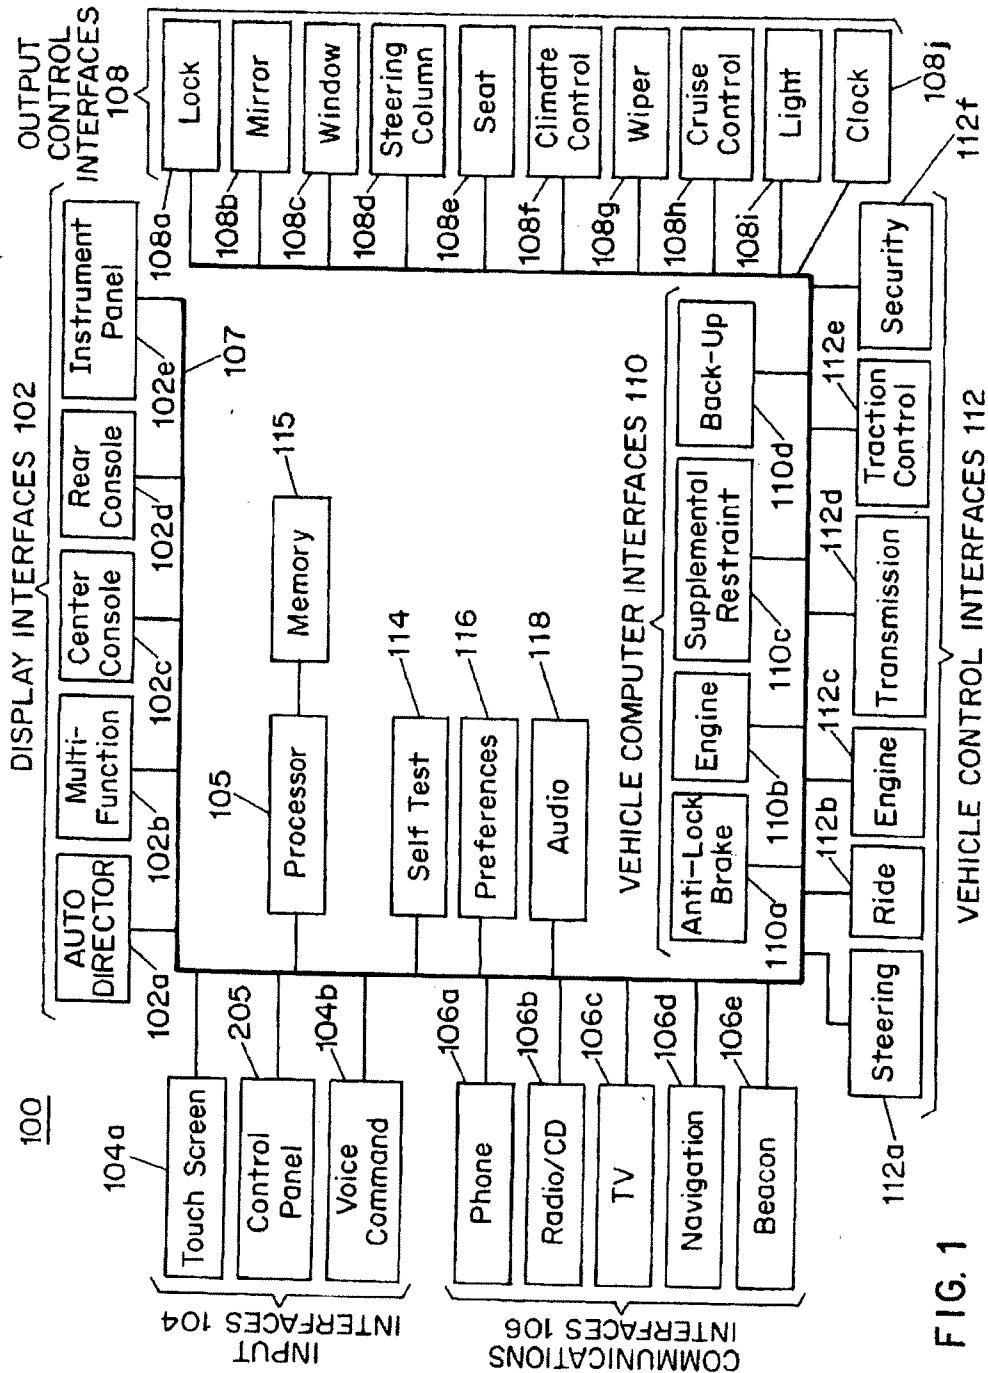 100
DISPLAY INTERFACES 102
AUTO
DIRECTOR
Multi-
Function
Center
Console
Rear
Console
Instrument
Panel
102a
102b
102c
102d
102e
107
OUTPUT
CONTROL
INTERFACES
108
108a
Lock
108b
Mirror
108c
Window
108d
Steering
Column
108e
Seat
108f
Climate
Control
108g
Wiper
108h
Cruise
Control
108i
Light
Clock
108j
INPUT
INTERFACES 104
104a
Touch Screen
205
Control
Panel
104b
Voice
Command
105
Processor
Memory
115
Self Test
114
Preferences
116
Audio
118
COMMUNICATIONS
INTERFACES 106
106a
Phone
106b
Radio/CD
106c
TV
106d
Navigation
106e
Beacon
VEHICLE COMPUTER INTERFACES 110
Anti-Lock
Brake
Engine
Supplemental
Restraint
Back-Up
110a
110b
110c
110d
112a
112b
112c
112d
112e
112f
Steering
Ride
Engine
Transmission
Traction
Control
Security
VEHICLE CONTROL INTERFACES 112
FIG. 1